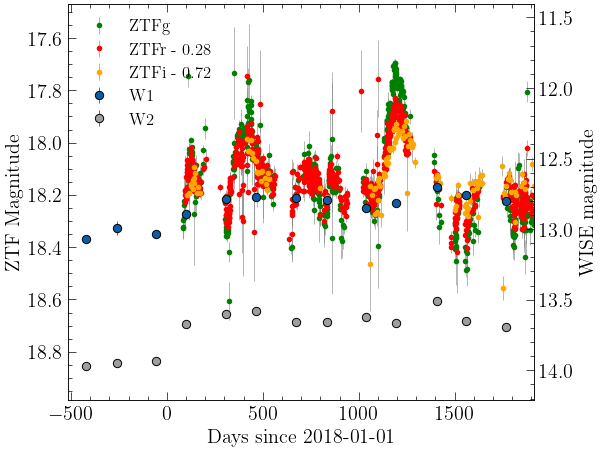 ZTFg
ZTFr - 0.28
ZTFi - 0.72
W1
W2
17.6
17.8
18.0
18.2
18.4
18.6
18.8
ZTF Magnitude
11.5
12.0
12.5
13.0
13.5
14.0
WISE magnitude
−500
0
500
1000
1500
Days since 2018-01-01